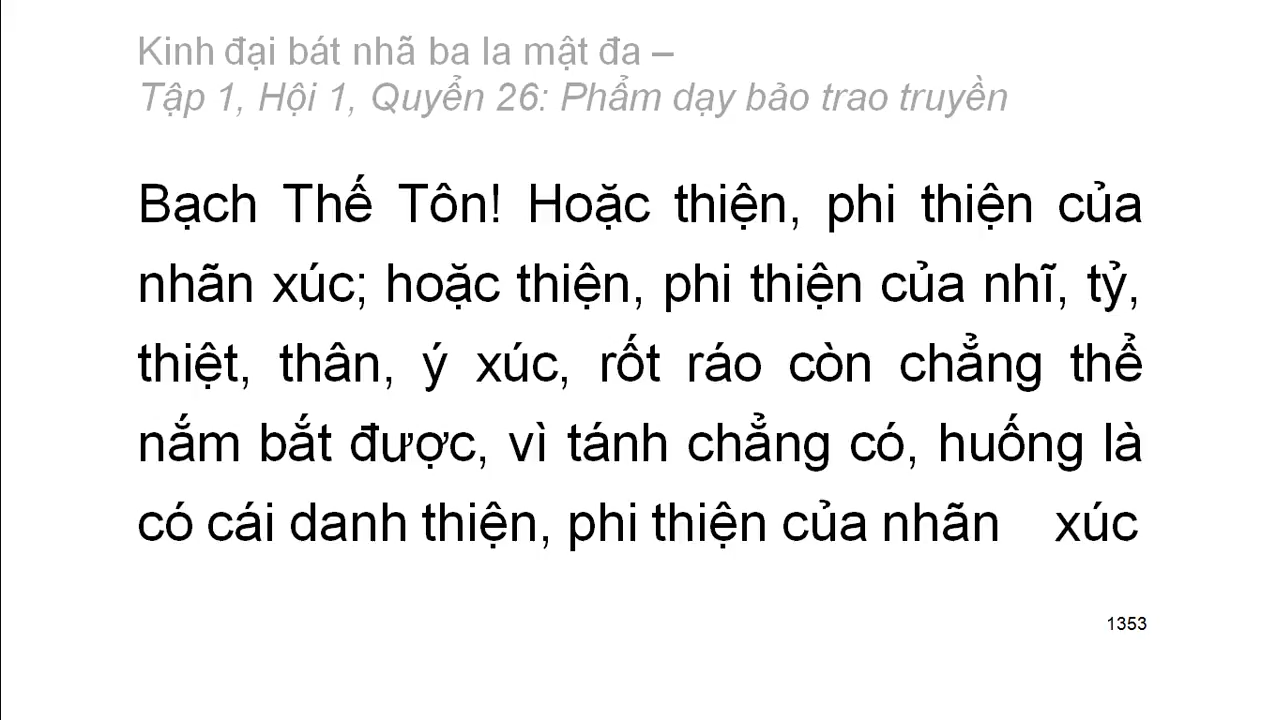 Kinh đại bát nhã ba la mật đa –
Tập 1, Hội 1, Quyển 26: Phẩm dạy bảo trao truyền
Bạch Thế Tôn! Hoặc thiện, phi thiện của
nhãn xúc; hoặc thiện, phi thiện của nhĩ, tỷ,
thiệt, thân, ý xúc, rốt ráo còn chẳng thể
nắm bắt được, vì tánh chẳng có, huống là
có cái danh thiện, phi thiện của nhãn xúc
1353